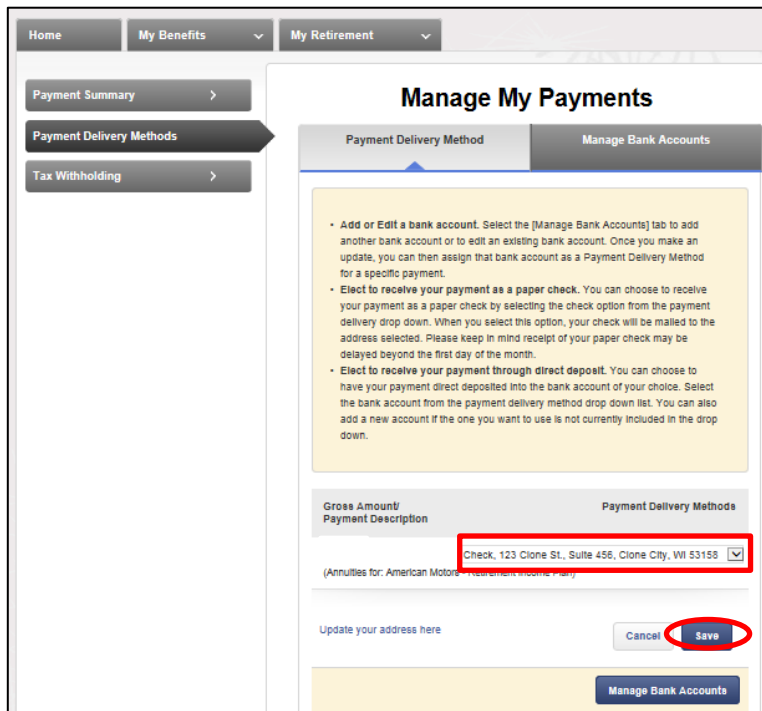 Home My Benefits My Retirement
Payment Summary
Manage My Payments
Payment Delivery Methods
Payment Delivery Method Manage Bank Accounts
Tax Withholding
• Add or Edit a bank account. Select the [Manage Bank Accounts] tab to add
another bank account or to edit an existing bank account. Once you make an
update, you can then assign that bank account as a Payment Delivery Method
for a specific payment.
• Elect to receive your payment as a paper check. You can choose to receive
your payment as a paper check by selecting the check option from the payment
delivery drop down. When you select this option, your check will be mailed to the
address selected. Please keep in mind receipt of your paper check may be
delayed beyond the first day of the month.
• Elect to receive your payment through direct deposit. You can choose to
have your payment direct deposited into the bank account of your choice. Select
the bank account from the payment delivery method drop down list. You can also
add a new account if the one you want to use is not currently included in the drop
down.
Gross Amount/ Payment Delivery Methods
Payment Description
Check, 123 Clone St., Suite 456, Clone City, WI 53158
(Annuities for: American Motors - Retirement Income Plan)
Update your address here
Cancel Save
Manage Bank Accounts